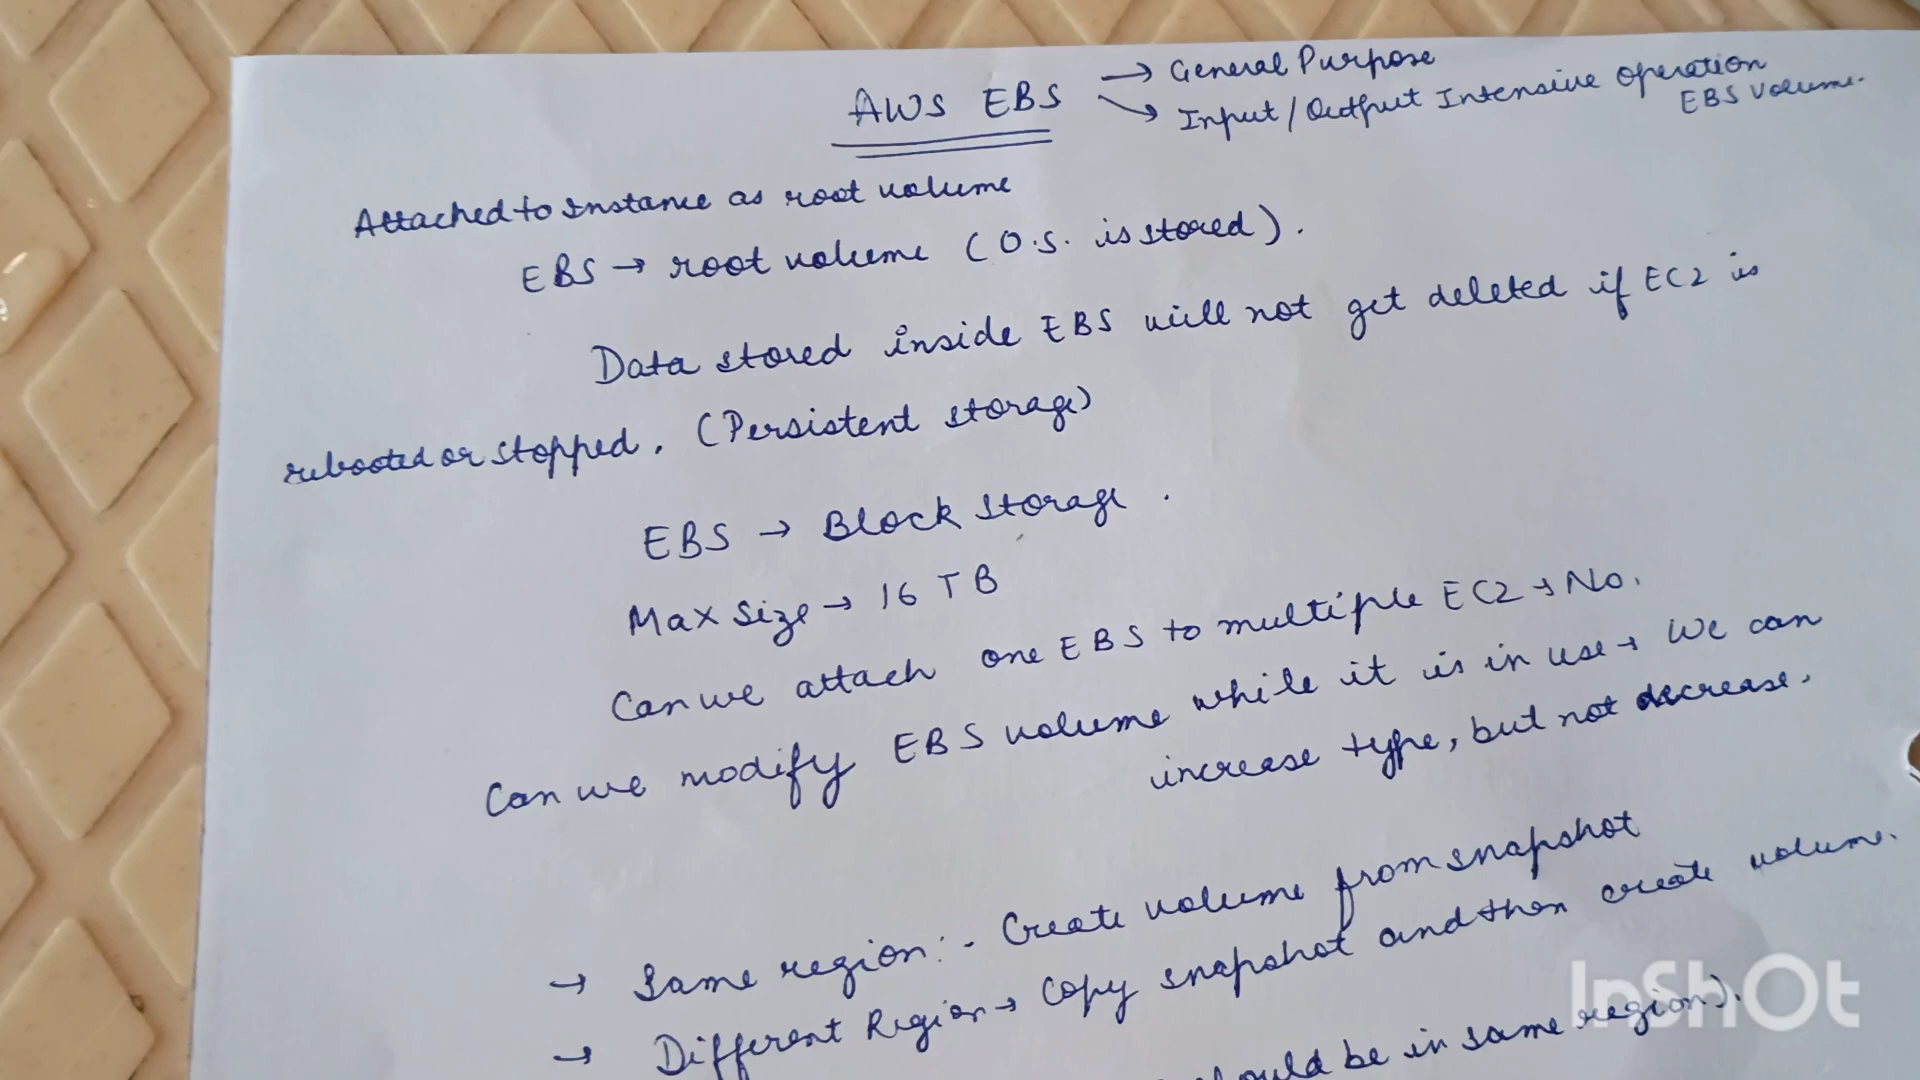 AWS EBS → General Purpose
→ Input / Output Intensive operation
EBS volume.
Attached to Instance as root volume
EBS → root volume (O.S. is stored).
Data stored inside EBS will not get deleted if EC2 is
rebooted or stopped. (Persistent storage)
EBS → Block Storage.
Max Size → 16 TB
Can we attach one EBS to multiple EC2 → No.
Can we modify EBS volume while it is in use → We can
increase type, but not decrease.
→ Same region:- Create volume from snapshot
→ Different Region → Copy snapshot and then create volume.
should be in same region).
InShOt